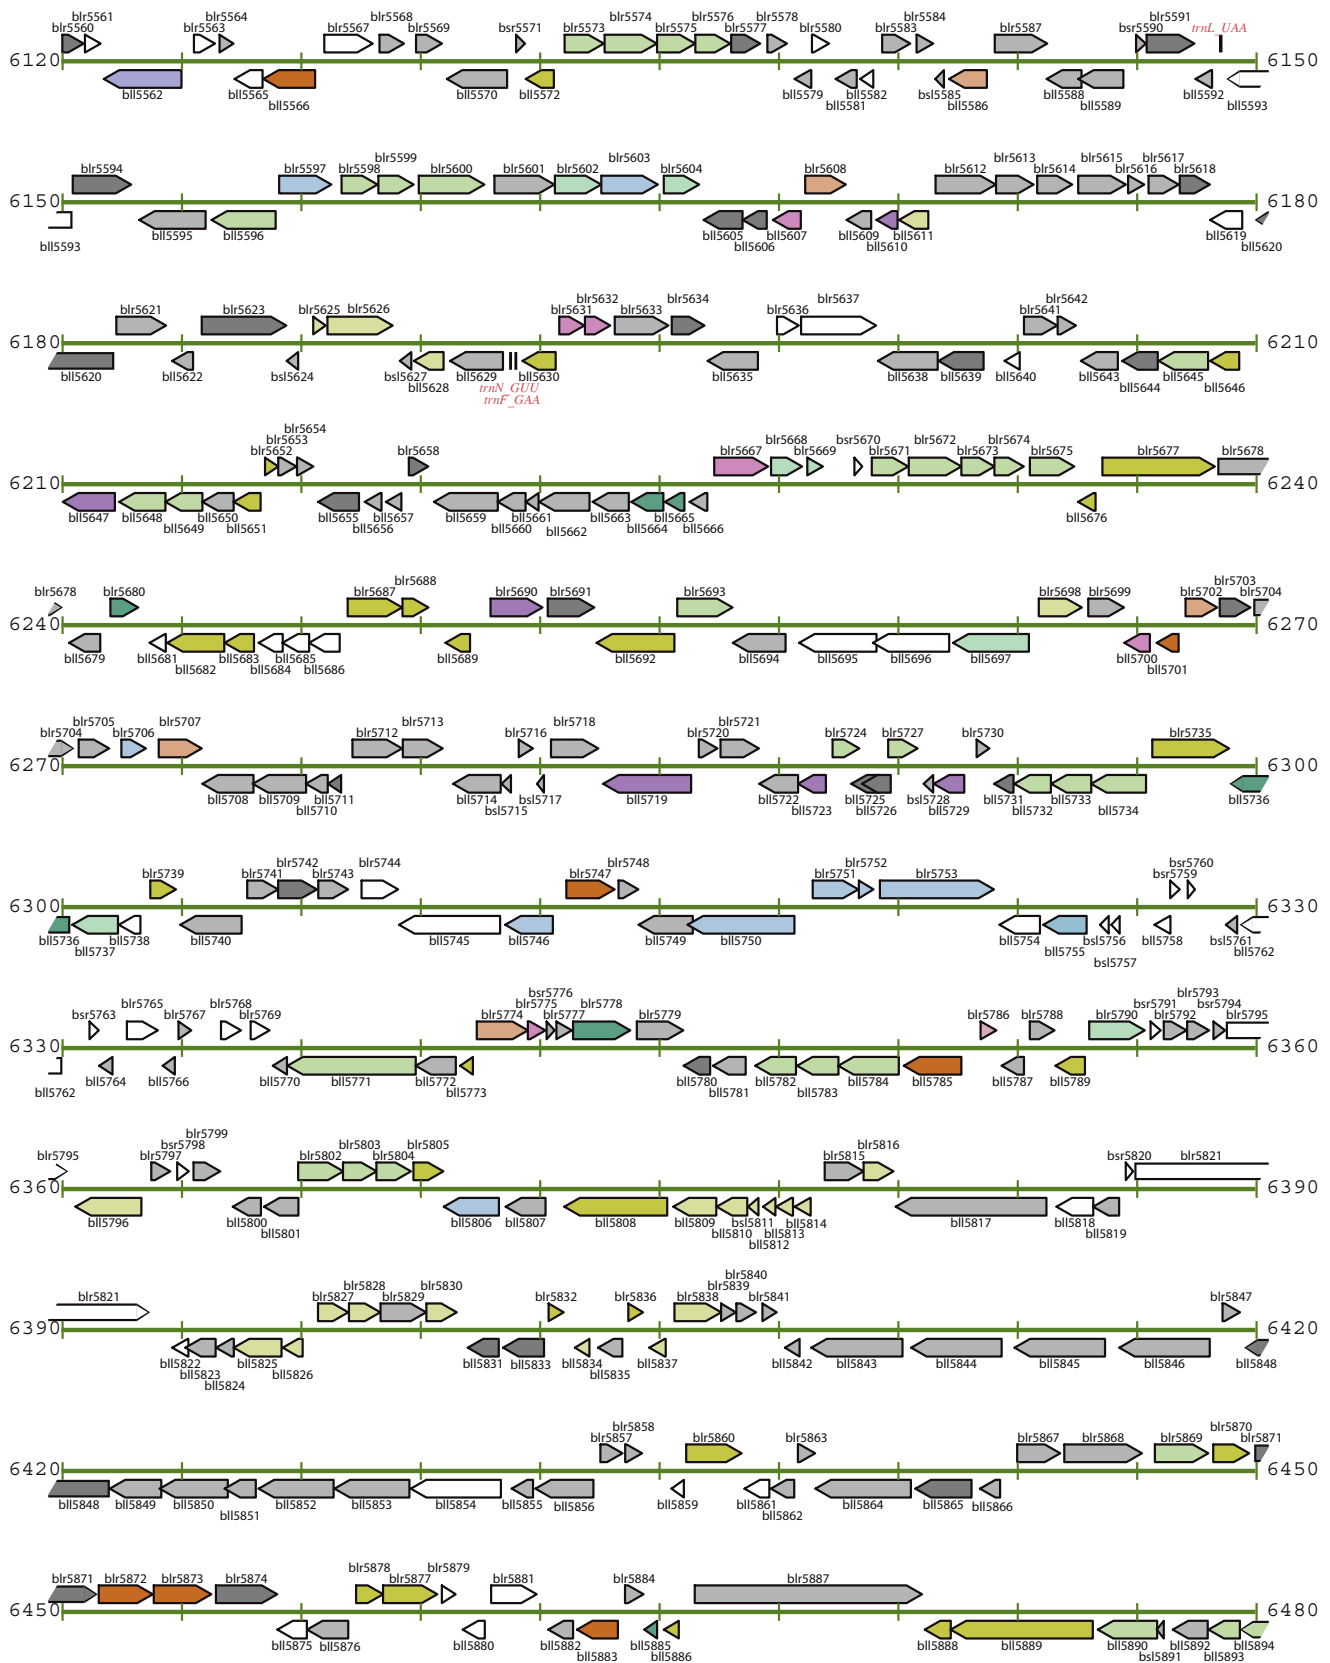 blr5561 blr5564 blr5568 blr5574 blr5576 blr5578 blr5584 blr5591
blr5560 blr5563 blr5567 blr5569 bsr5571 blr5573 blr5575 blr5577 blr5580 blr5583 blr5587 bsr5590 trnL_UAA
6120 6150
bll5562 bll5565 bll5570 bll5572 bll5579 bll5582 bsl5585 bll5588 bll5592
bll5566 bll5581 bll5586 bll5589 bll5593
blr5599 blr5603 blr5613 blr5615 blr5617
blr5594 blr5597 blr5598 blr5600 blr5601 blr5602 blr5604 blr5608 blr5612 blr5614 blr5616 blr5618
6150 6180
bll5593 bll5595 bll5596 bll5605 bll5607 bll5609 bll5611 bll5619
bll5606 bll5610 bll5620
blr5626 blr5632 blr5634 blr5637 blr5642
blr5621 blr5623 blr5625 blr5631 blr5633 blr5636 blr5641
6180 6210
bll5620 bll5622 bsl5624 bsl5627 bll5629 bll5630 bll5635 bll5638 bll5640 bll5643 bll5645
bll5628 bll5639 bll5644 bll5646
trnN_GUU
trnF_GAA
blr5654
blr5653 blr5668 bsr5670 blr5672 blr5674 blr5677
blr5652 blr5658 blr5667 blr5669 blr5671 blr5673 blr5675 blr5678
6210 6240
bll5647 bll5648 bll5650 bll5655 bll5657 bll5659 bll5661 bll5663 bll5665 bll5676
bll5649 bll5651 bll5656 bll5660 bll5662 bll5664 bll5666
blr5688 blr5703
blr5678 blr5680 blr5687 blr5690 blr5691 blr5693 blr5698 blr5699 blr5702 blr5704
6240 6270
bll5679 bll5681 bll5683 bll5685 bll5689 bll5692 bll5694 bll5695 bll5696 bll5697 bll5700
bll5682 bll5684 bll5686 bll5701
blr5705 blr5707 blr5713 blr5718 blr5721
blr5704 blr5706 blr5712 blr5716 blr5720 blr5724 blr5727 blr5730 blr5735
6270 6300
bll5708 bll5709 bll5711 bll5714 bsl5717 bll5719 bll5722 bll5723 bll5725 bsl5728 bll5731 bll5733 bll5736
bll5710 bsl5715 bll5726 bll5729 bll5732 bll5734
blr5742 blr5744 blr5748 blr5752 bsr5760
blr5739 blr5741 blr5743 blr5747 blr5751 blr5753 bsr5759
6300 6330
bll5736 bll5738 bll5740 bll5745 bll5746 bll5749 bll5750 bll5754 bsl5756 bll5758 bsl5761
bll5737 bll5755 bsl5757 bll5762
bsr5776 blr5793
blr5765 blr5768 blr5775 blr5778 bsr5791 bsr5794
bsr5763 blr5767 blr5769 blr5774 blr5777 blr5779 blr5786 blr5788 blr5790 blr5792 blr5795
6330 6360
bll5762 bll5764 bll5766 bll5770 bll5771 bll5772 bll5780 bll5782 bll5784 bll5785 bll5787 bll5789
bll5773 bll5781 bll5783
blr5799
blr5795 bsr5798 blr5803 blr5805 blr5816
blr5797 blr5802 blr5804 blr5815 bsr5820 blr5821
6360 6390
bll5796 bll5800 bll5806 bll5807 bll5808 bll5809 bsl5811 bll5814 bll5817 bll5818
bll5801 bll5810 bll5813 bll5819
bll5812
blr5840
blr5828 blr5830 blr5839
blr5821 blr5827 blr5829 blr5832 blr5836 blr5838 blr5841 blr5847
6390 6420
bll5822 bll5825 bll5831 bll5834 bll5837 bll5842 bll5843 bll5844 bll5845 bll5846
bll5823 bll5826 bll5833 bll5835 bll5848
bll5824
blr5858 blr5870
blr5857 blr5860 blr5863 blr5867 blr5868 blr5869 blr5871
6420 6450
bll5848 bll5849 bll5850 bll5852 bll5853 bll5854 bll5855 bll5856 bll5859 bll5861 bll5864 bll5865 bll5866
bll5851 bll5862
blr5878 blr5879
blr5871 blr5872 blr5873 blr5874 blr5877 blr5881 blr5884 blr5887
6450 6480
bll5875 bll5876 bll5880 bll5882 bll5885 bll5888 bll5889 bll5890 bll5892 bll5894
bll5883 bll5886 bsl5891 bll5893